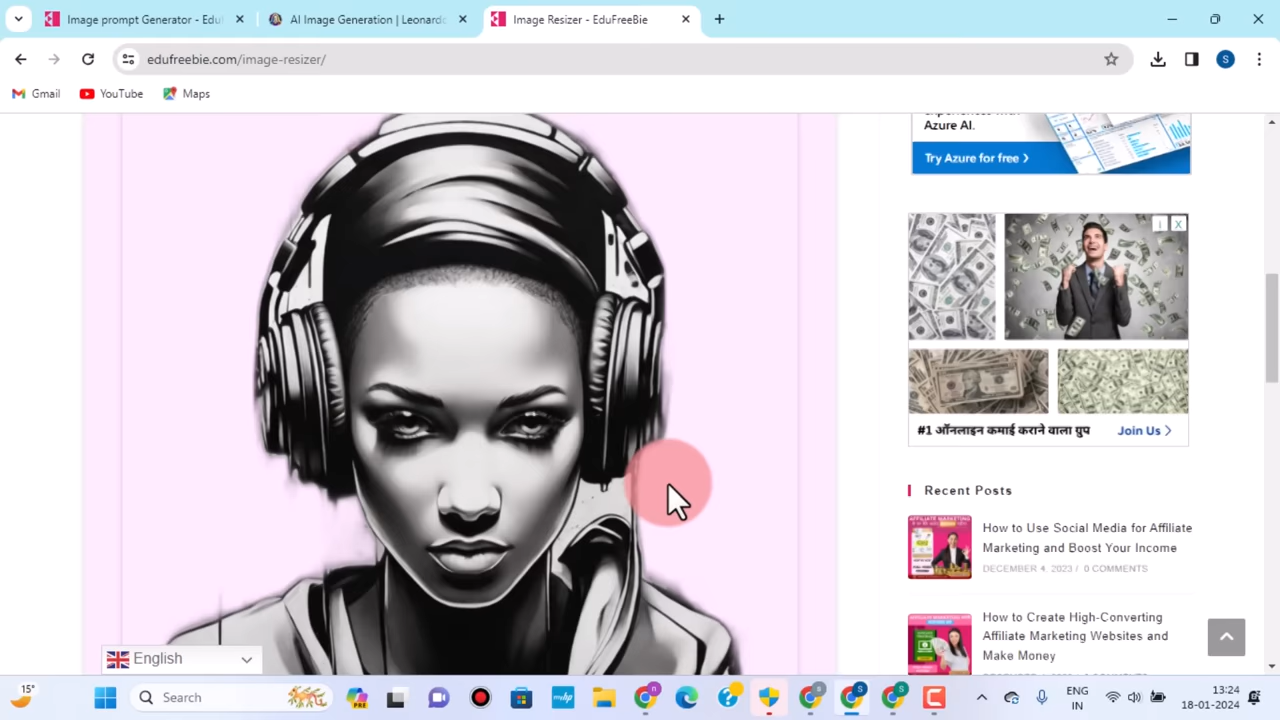 Image prompt Generator - Edu
AI Image Generation | Leonardo
Image Resizer - EduFreeBie
edufreebie.com/image-resizer/
S
Gmail
YouTube
Maps
Azure AI.
Try Azure for free
#1 ऑनलाइन कमाई कराने वाला ग्रुप
Join Us
Recent Posts
How to Use Social Media for Affiliate
Marketing and Boost Your Income
DECEMBER 4, 2023 / 0 COMMENTS
How to Create High-Converting
Affiliate Marketing Websites and
Make Money
English
15°
Search
PRE
ENG
IN
13:24
18-01-2024